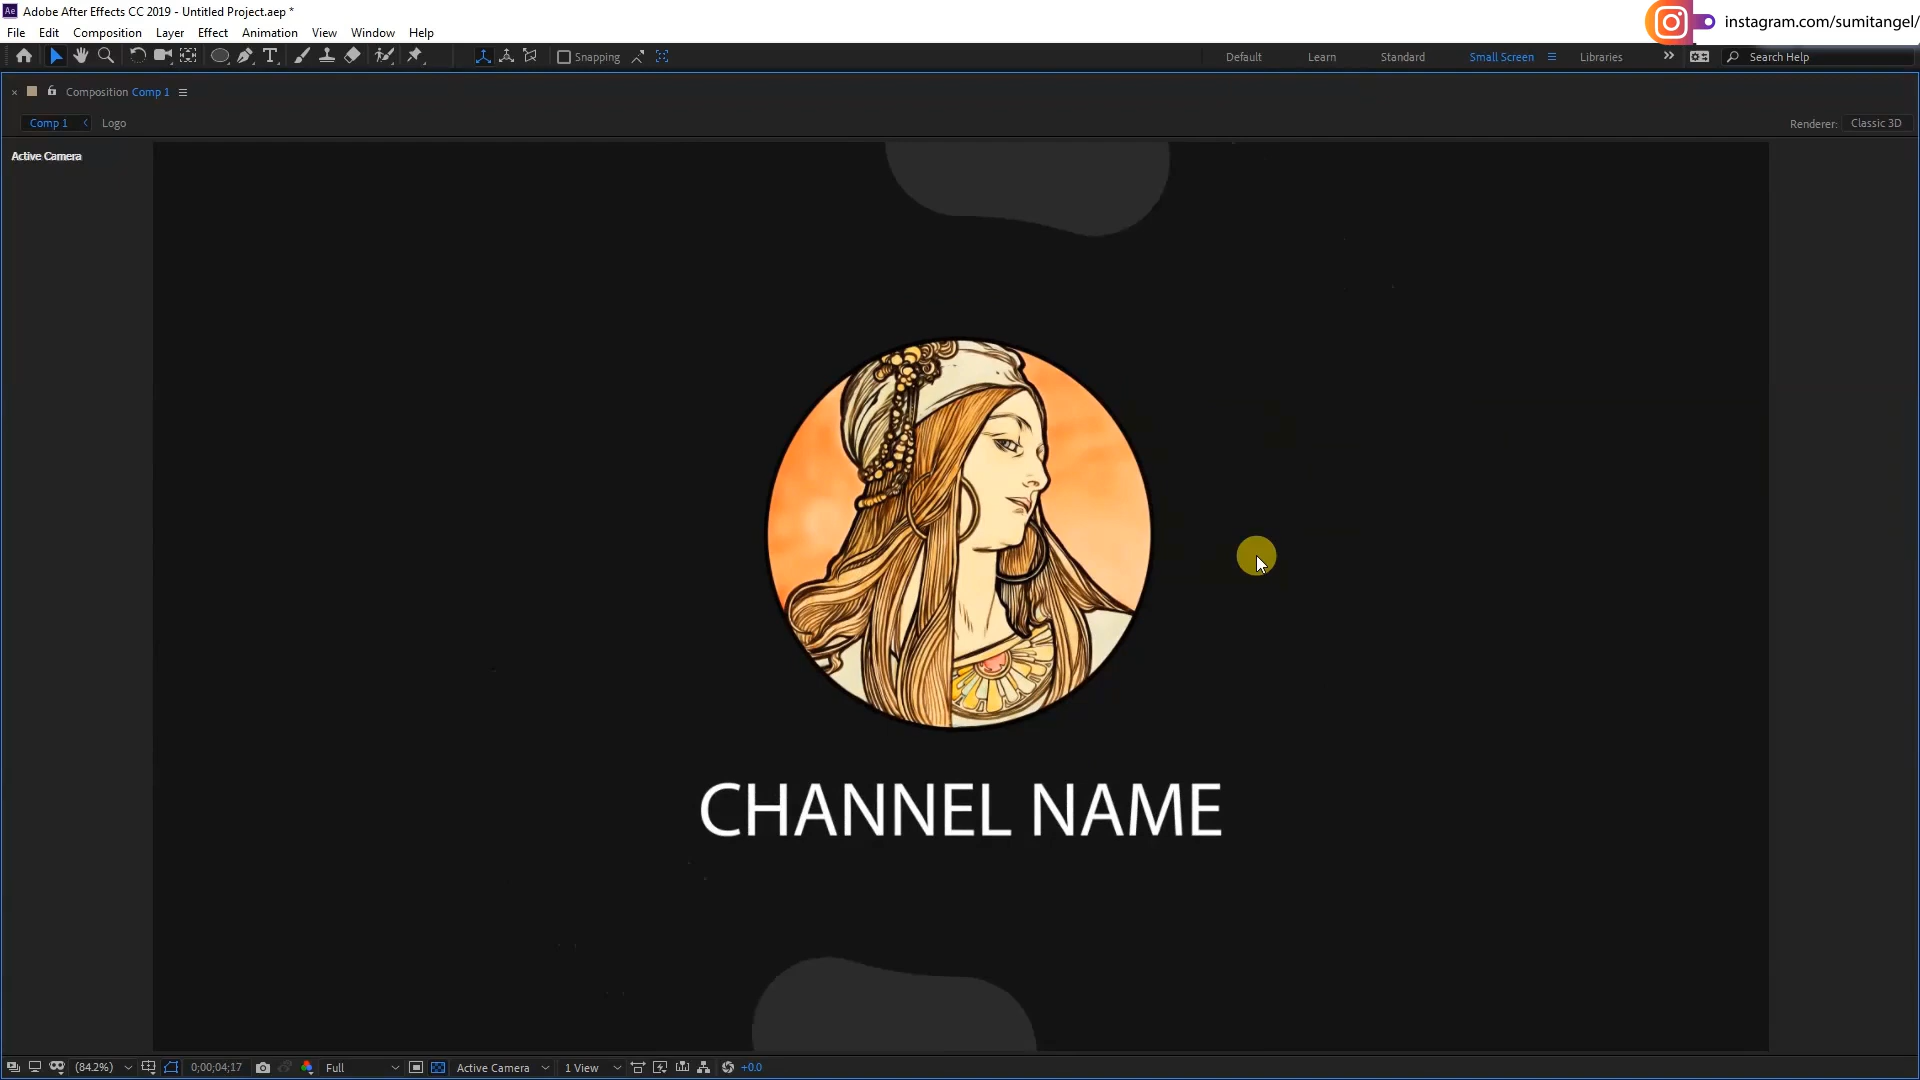 Ae Adobe After Effects CC 2019 - Untitled Project.aep *
instagram.com/sumitangel/
File Edit Composition Layer Effect Animation View Window Help
T Snapping Default Learn Standard Small Screen Libraries Search Help
Composition Comp 1
Comp 1 Logo
Renderer: Classic 3D
Active Camera
CHANNEL NAME
(84.2%) 0;00;04;17 Full Active Camera 1 View +0.0